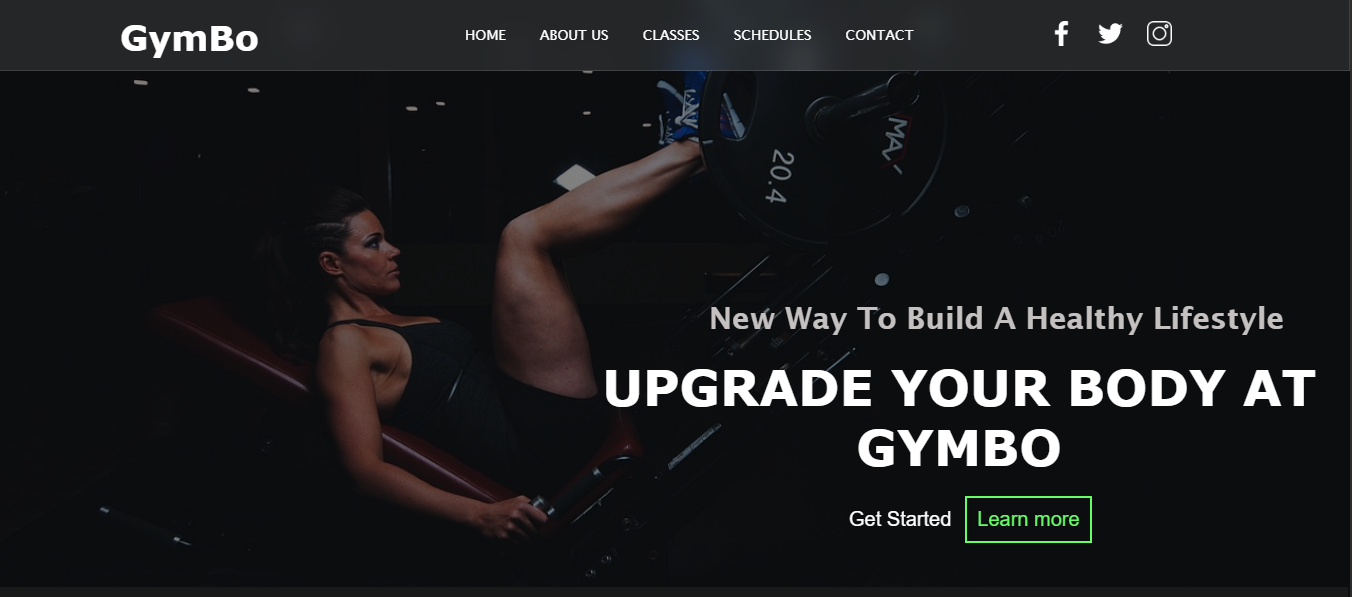 GymBo
HOME ABOUT US CLASSES SCHEDULES CONTACT
20.4
New Way To Build A Healthy Lifestyle
UPGRADE YOUR BODY AT
GYMBO
Get Started Learn more